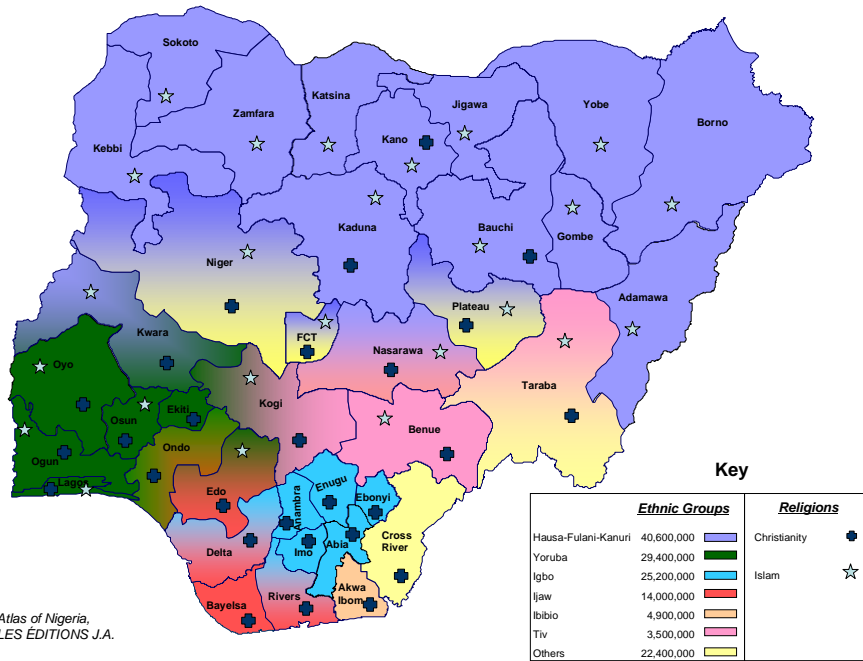 Sokoto
Katsina
Zamfara
Jigawa
Yobe
Borno
Kano
Kebbi
Kaduna
Bauchi
Gombe
Niger
Adamawa
Plateau
FCT
Kwara
Nasarawa
Oyo
Taraba
Kogi
Ekiti
Osun
Benue
Ondo
Ogun
Lagos
Edo
Anambra
Enugu
Ebonyi
Delta
Imo
Abia
Cross
River
Rivers
Akwa
Ibom
Bayelsa
Key
Ethnic Groups Religions
Hausa-Fulani-Kanuri 40,600,000 Christianity
Yoruba 29,400,000
Igbo 25,200,000 Islam
Ijaw 14,000,000
Ibibio 4,900,000
Tiv 3,500,000
Others 22,400,000
Atlas of Nigeria,
LES ÉDITIONS J.A.